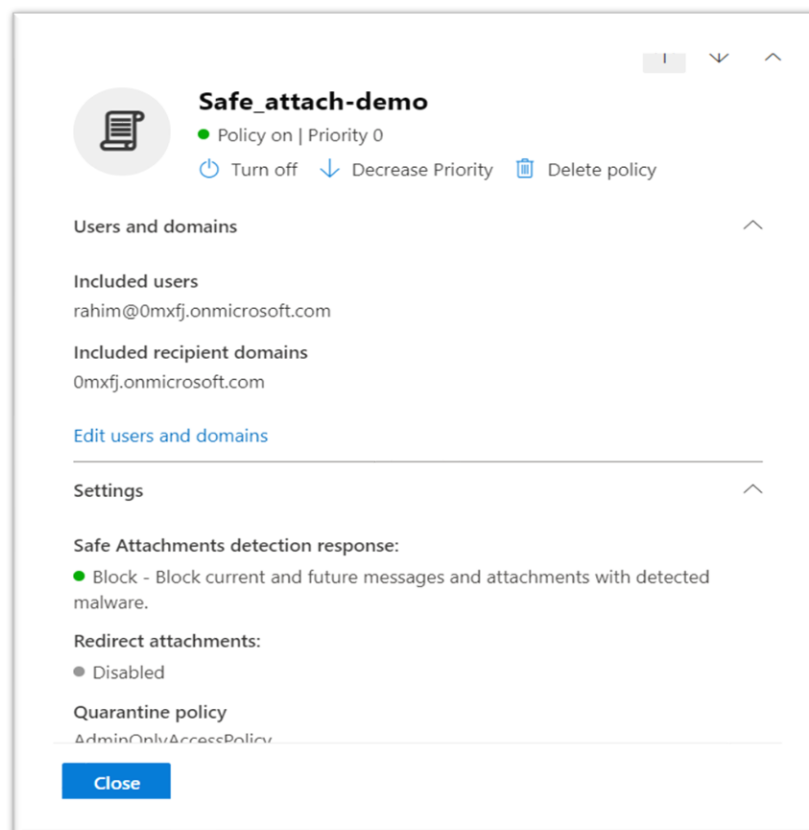 Safe_attach-demo
Policy on | Priority 0
Turn off Decrease Priority Delete policy
Users and domains
Included users
rahim@0mxfj.onmicrosoft.com
Included recipient domains
0mxfj.onmicrosoft.com
Edit users and domains
Settings
Safe Attachments detection response:
Block - Block current and future messages and attachments with detected
malware.
Redirect attachments:
Disabled
Quarantine policy
AdminOnlyAccessPolicy
Close